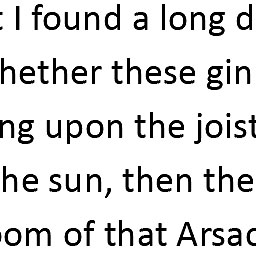 t I found a long d
hether these gin
ng upon the joist
he sun, then the
oom of that Arsac